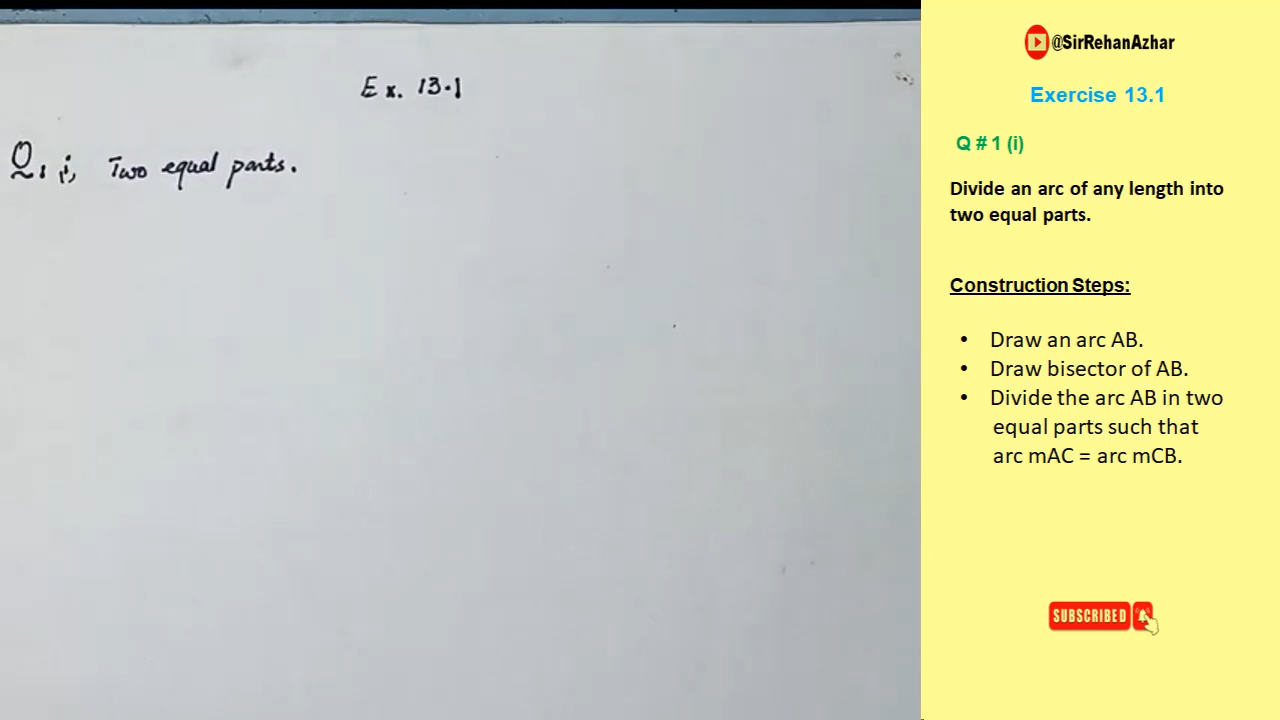 Ex. 13.1
Q1 i, Two equal parts.
@SirRehanAzhar
Exercise 13.1
Q # 1 (i)
Divide an arc of any length into
two equal parts.
Construction Steps:
• Draw an arc AB.
• Draw bisector of AB.
• Divide the arc AB in two
equal parts such that
arc mAC = arc mCB.
SUBSCRIBED